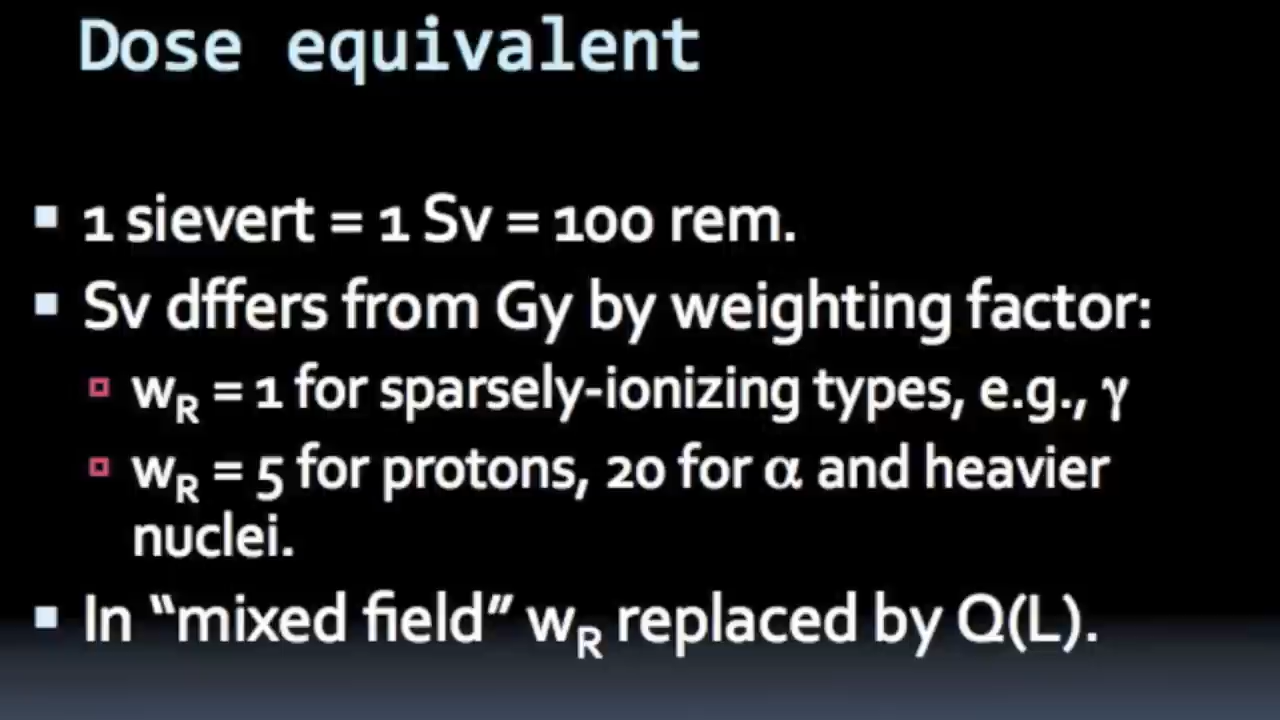 Dose equivalent
1 sievert = 1 Sv = 100 rem.
Sv dffers from Gy by weighting factor:
wR = 1 for sparsely-ionizing types, e.g., γ
wR = 5 for protons, 20 for α and heavier
nuclei.
In “mixed field” wR replaced by Q(L).